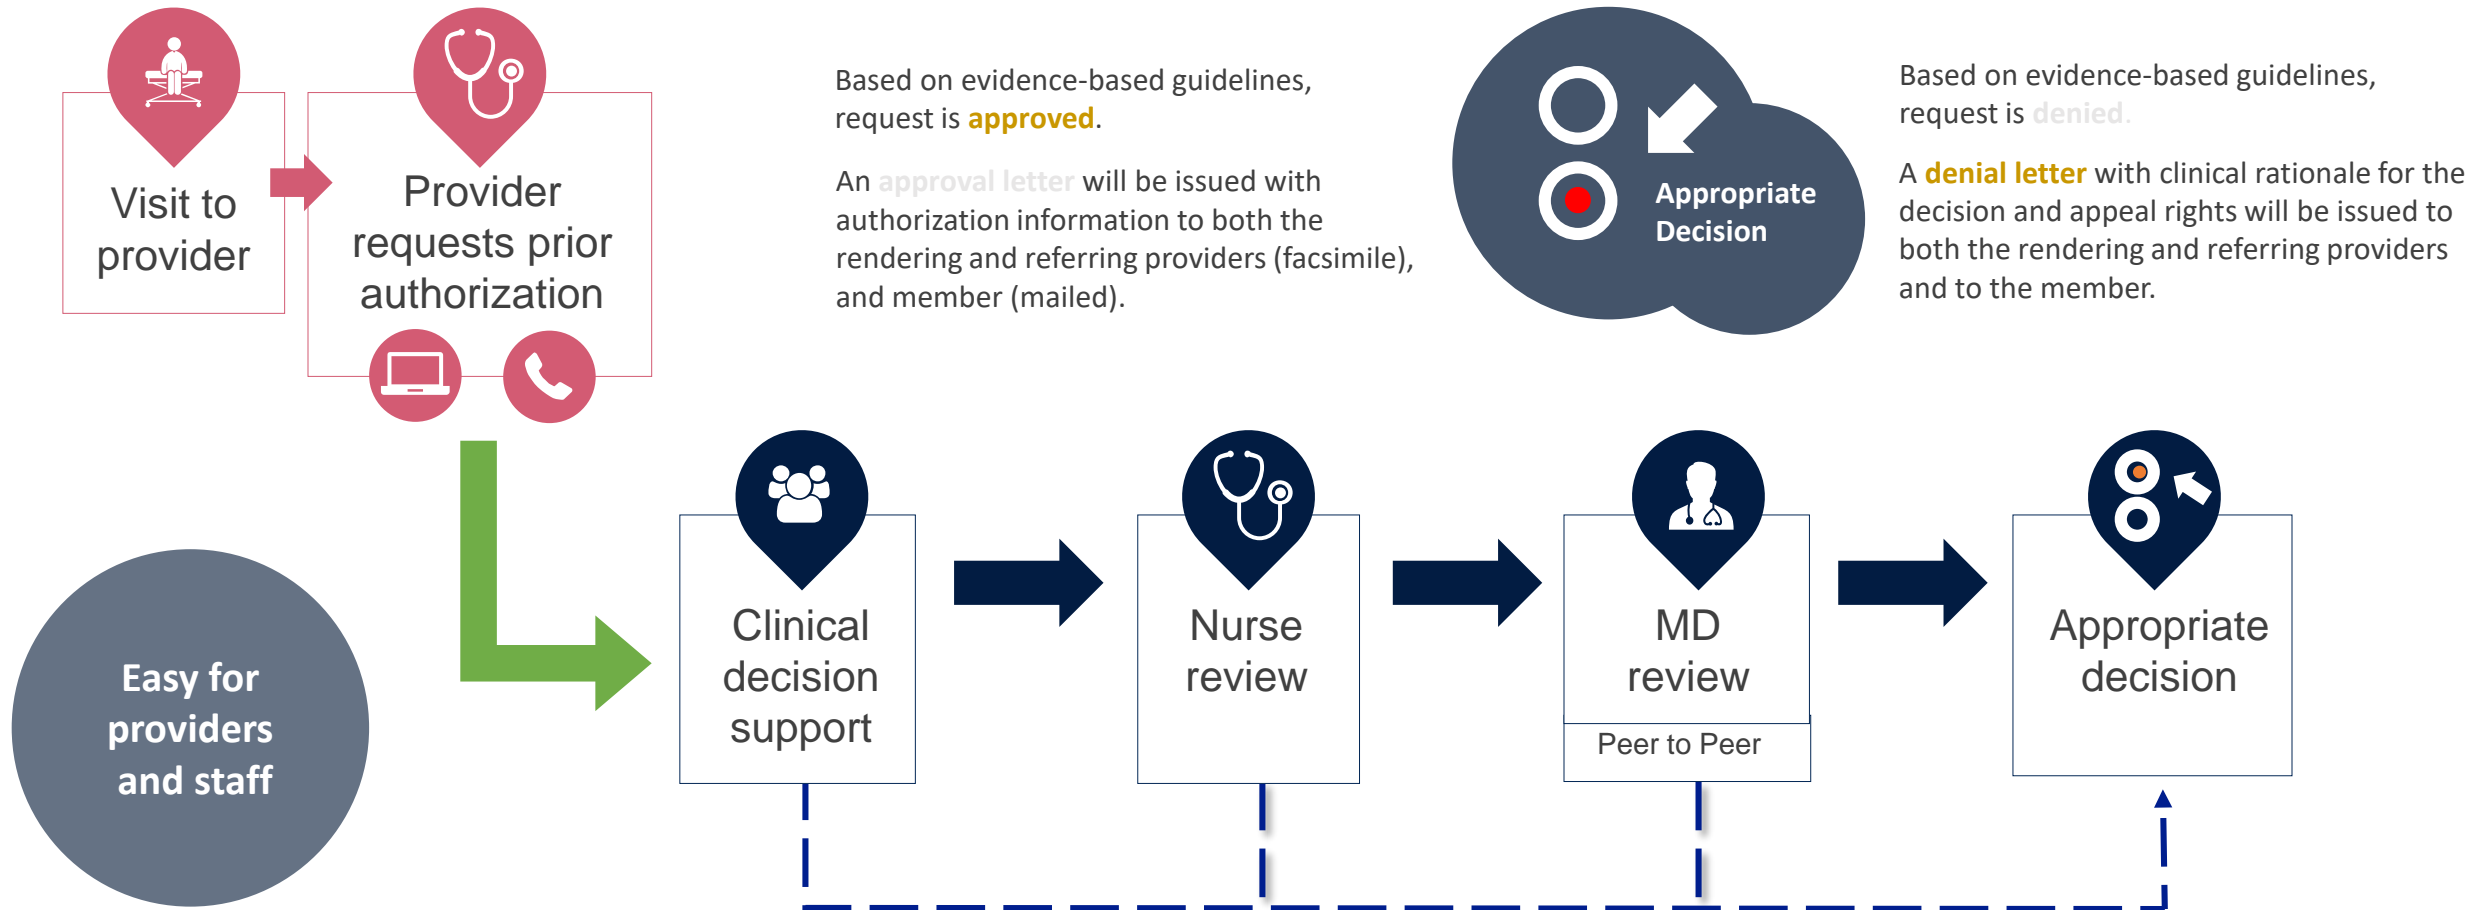 Visit to
provider
Provider
requests prior
authorization
Based on evidence-based guidelines,
request is approved.
An approval letter will be issued with
authorization information to both the
rendering and referring providers (facsimile),
and member (mailed).
Appropriate
Decision
Based on evidence-based guidelines,
request is denied.
A denial letter with clinical rationale for the
decision and appeal rights will be issued to
both the rendering and referring providers
and to the member.
Easy for
providers
and staff
Clinical
decision
support
Nurse
review
MD
review
Peer to Peer
Appropriate
decision